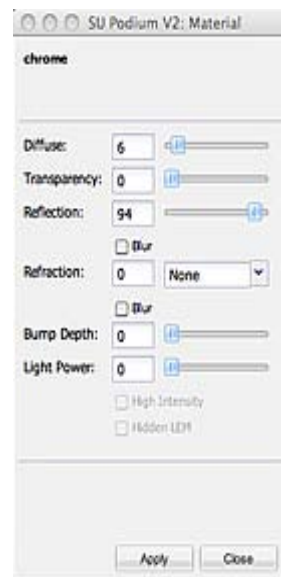 SU Podium V2: Material
chrome
Diffuse: 6
Transparency: 0
Reflection: 94
Blur
Refraction: 0 None
Blur
Bump Depth: 0
Light Power: 0
High Intensity
Hidden LEM
Apply Close